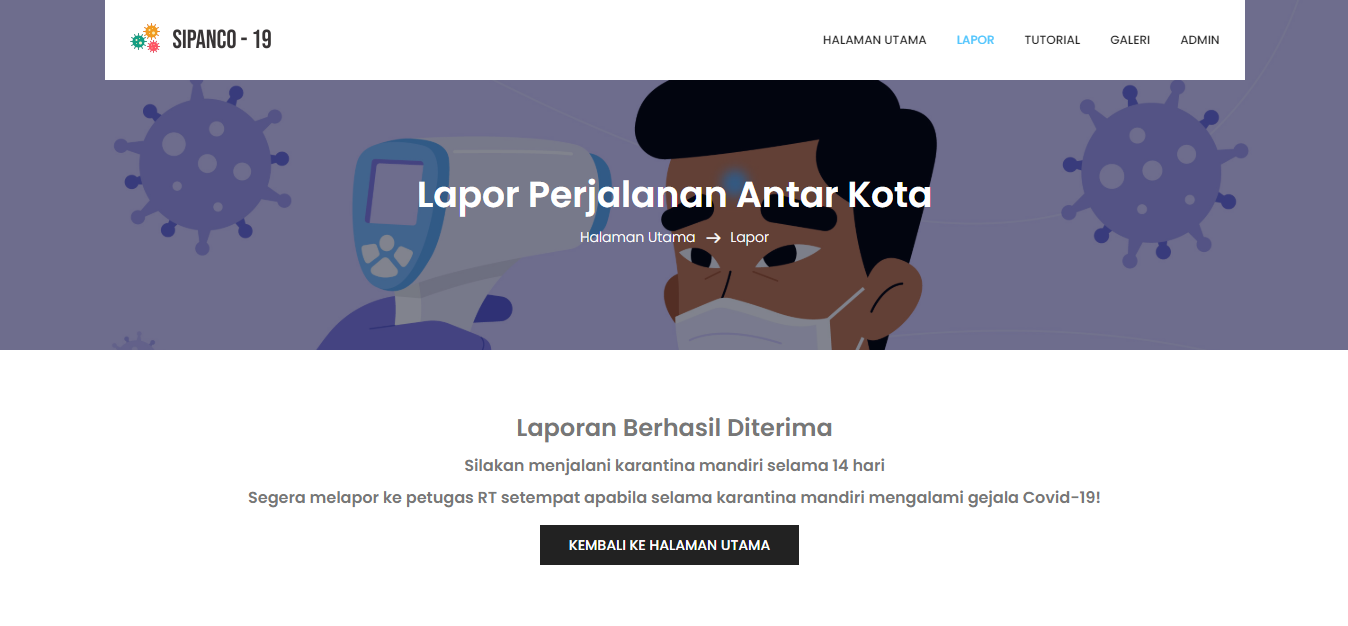 SIPANCO - 19
HALAMAN UTAMA LAPOR TUTORIAL GALERI ADMIN
Lapor Perjalanan Antar Kota
Halaman Utama → Lapor
Laporan Berhasil Diterima
Silakan menjalani karantina mandiri selama 14 hari
Segera melapor ke petugas RT setempat apabila selama karantina mandiri mengalami gejala Covid-19!
KEMBALI KE HALAMAN UTAMA